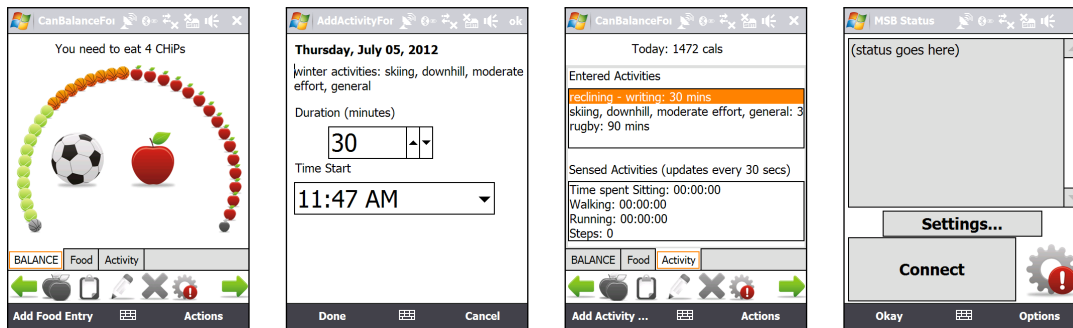 CanBalanceFor
You need to eat 4 CHiPs
BALANCE Food Activity
Add Food Entry Actions
AddActivityFor ok
Thursday, July 05, 2012
winter activities: skiing, downhill, moderate
effort, general
Duration (minutes)
30
Time Start
11:47 AM
Done Cancel
CanBalanceFor
Today: 1472 cals
Entered Activities
reclining - writing: 30 mins
skiing, downhill, moderate effort, general: 3
rugby: 90 mins
Sensed Activities (updates every 30 secs)
Time spent Sitting: 00:00:00
Walking: 00:00:00
Running: 00:00:00
Steps: 0
BALANCE Food Activity
Add Activity ... Actions
MSB Status
(status goes here)
Settings...
Connect
Okay Options